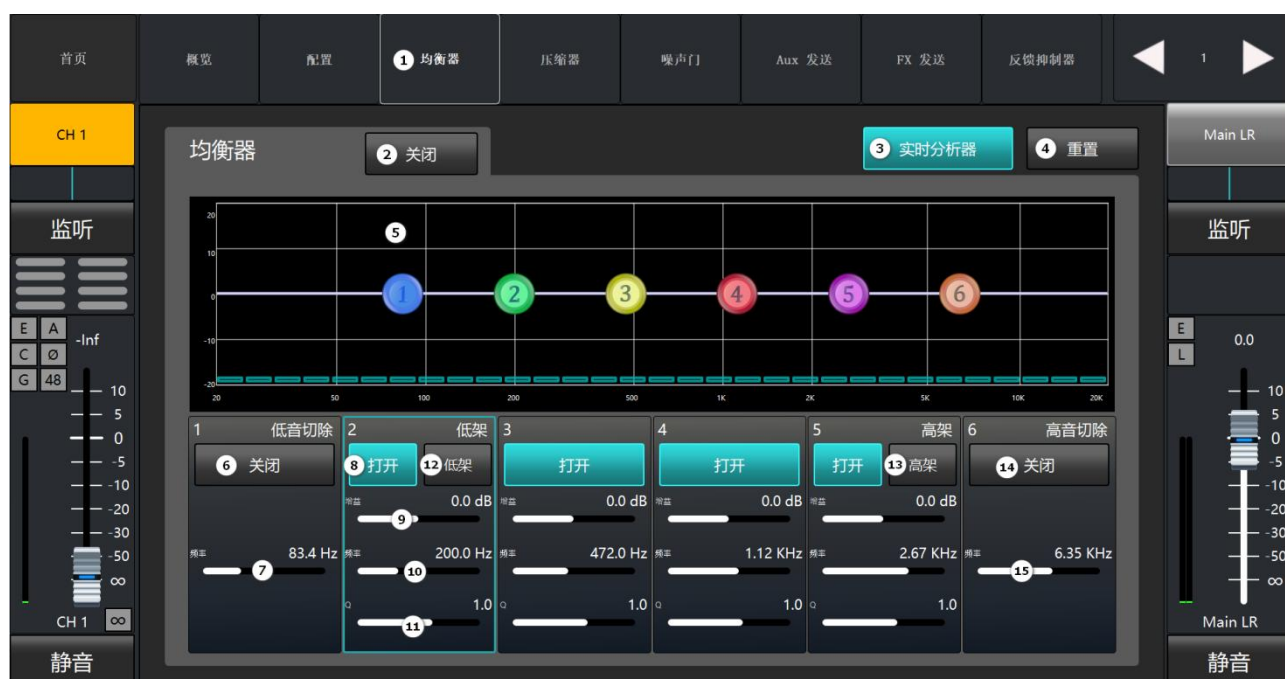 首页 概览 配置 1 均衡器 压缩器 噪声门 Aux 发送 FX 发送 反馈抑制器 1
CH 1
均衡器 2 关闭 3 实时分析器 4 重置
Main LR
监听
监听
20
10
0
-10
-20
5
1 2 3 4 5 6
20 50 100 200 500 1K 2K 5K 10K 20K
E A
C Ø
G 48
-Inf
10
5
0
-5
-10
-20
-30
-50
∞
CH 1 ∞
静音
1 低音切除 2 低架 3 4 5 高架 6 高音切除
6 关闭 8 打开 12 低架 打开 打开 打开 13 高架 14 关闭
增益 0.0 dB 增益 0.0 dB 增益 0.0 dB 增益 0.0 dB
9
频率 83.4 Hz 频率 200.0 Hz 频率 472.0 Hz 频率 1.12 KHz 频率 2.67 KHz 频率 6.35 KHz
7 10 15
Q 1.0 Q 1.0 Q 1.0 Q 1.0
11
E
L
0.0
10
5
0
-5
-10
-20
-30
-50
∞
Main LR
静音